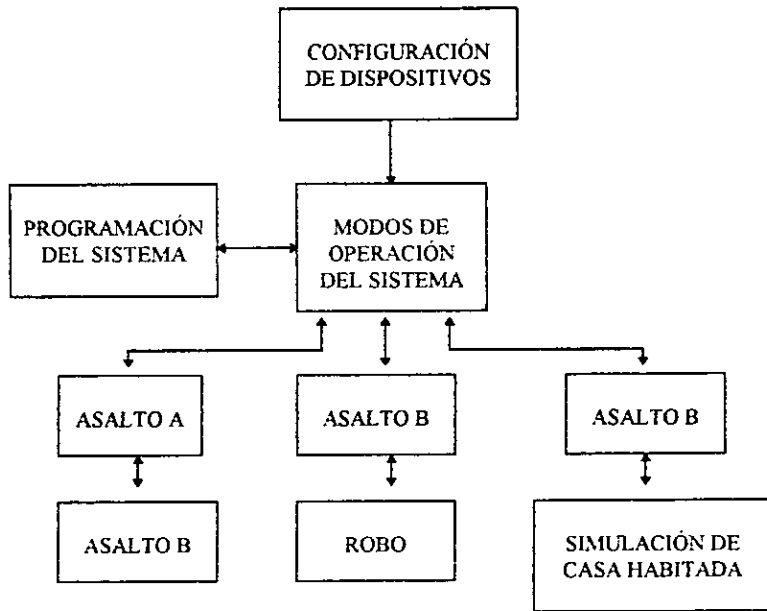 CONFIGURACIÓN
DE DISPOSITIVOS
PROGRAMACIÓN
DEL SISTEMA
MODOS DE
OPERACIÓN
DEL SISTEMA
ASALTO A
ASALTO B
ASALTO B
ASALTO B
ROBO
SIMULACIÓN DE
CASA HABITADA